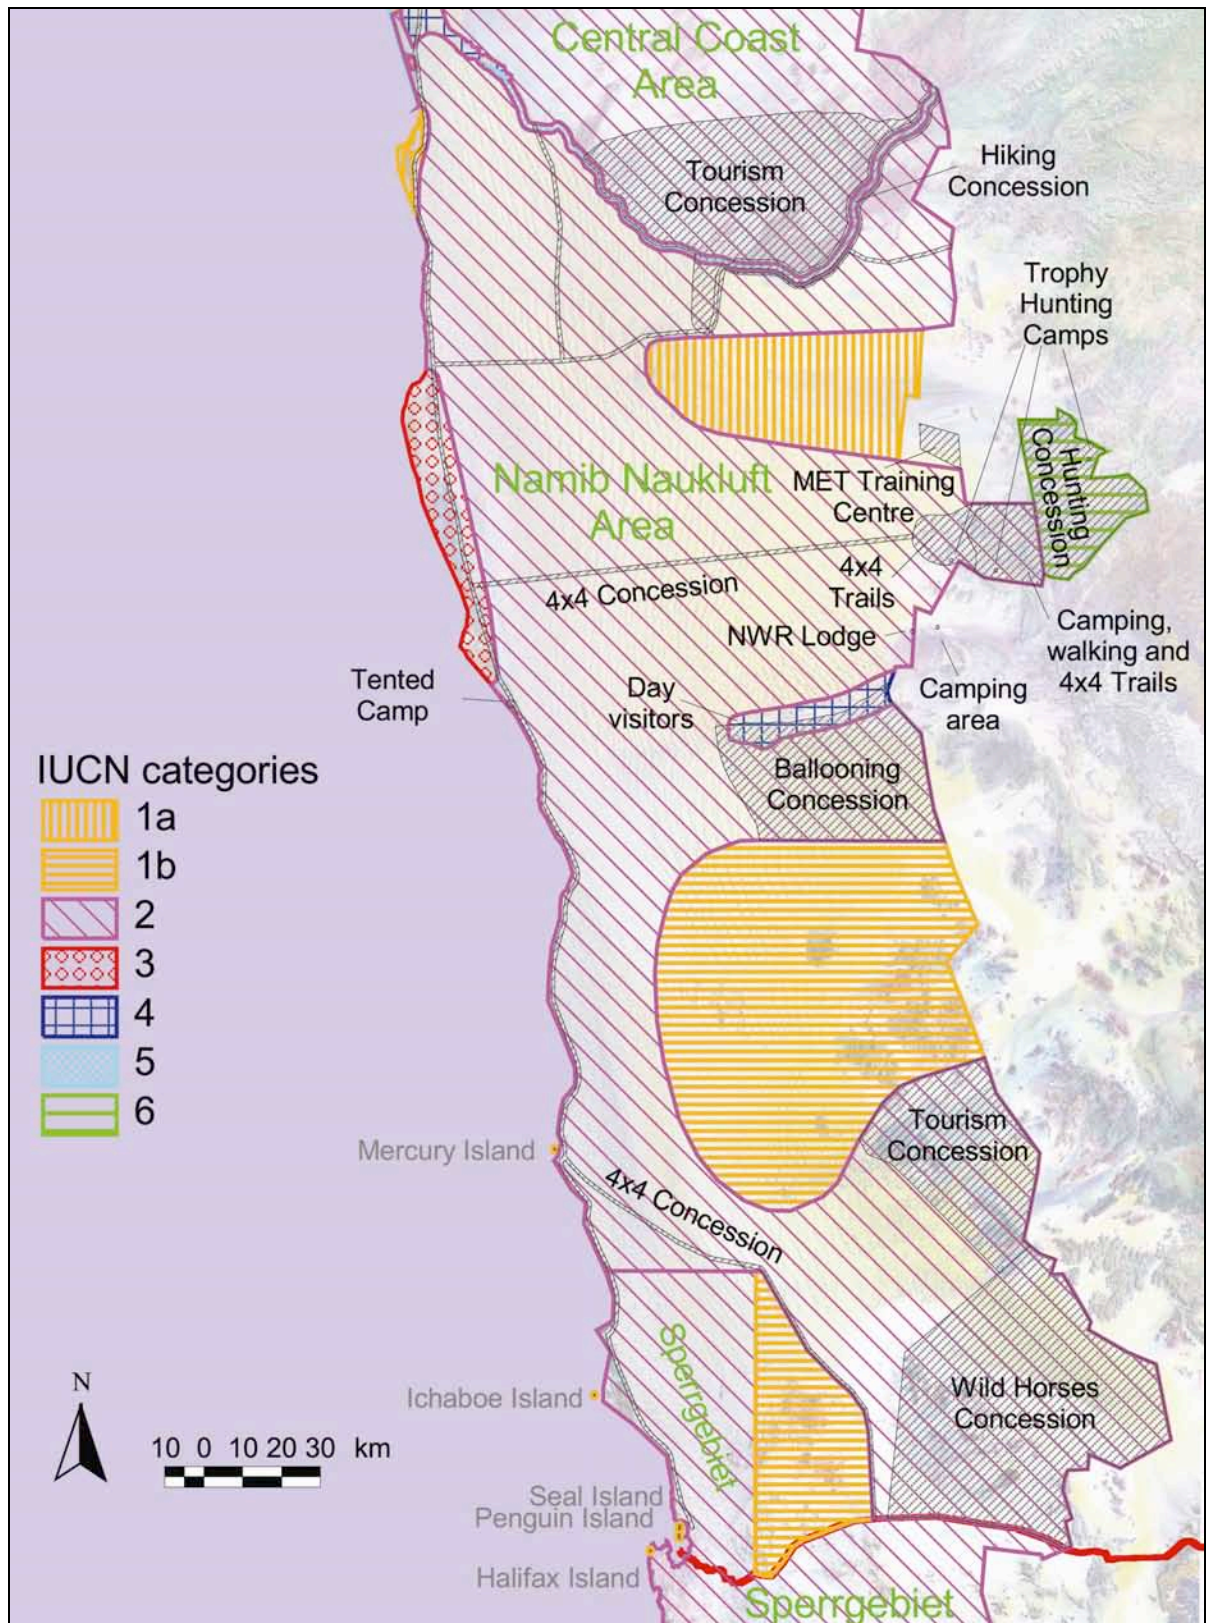 Central Coast
Area
Tourism
Concession
Hiking
Concession
Trophy
Hunting
Camps
Hunting
Concession
Namib Naukluft
Area
MET Training
Centre
4x4 Concession
4x4
Trails
NWR Lodge
Camping,
walking and
4x4 Trails
Tented
Camp
Day
visitors
Camping
area
Ballooning
Concession
IUCN categories
1a
1b
2
3
4
5
6
Tourism
Concession
Mercury Island
4x4 Concession
Sperrgebiet
Wild Horses
Concession
Ichaboe Island
N
10 0 10 20 30 km
Seal Island
Penguin Island
Halifax Island
Sperrgebiet